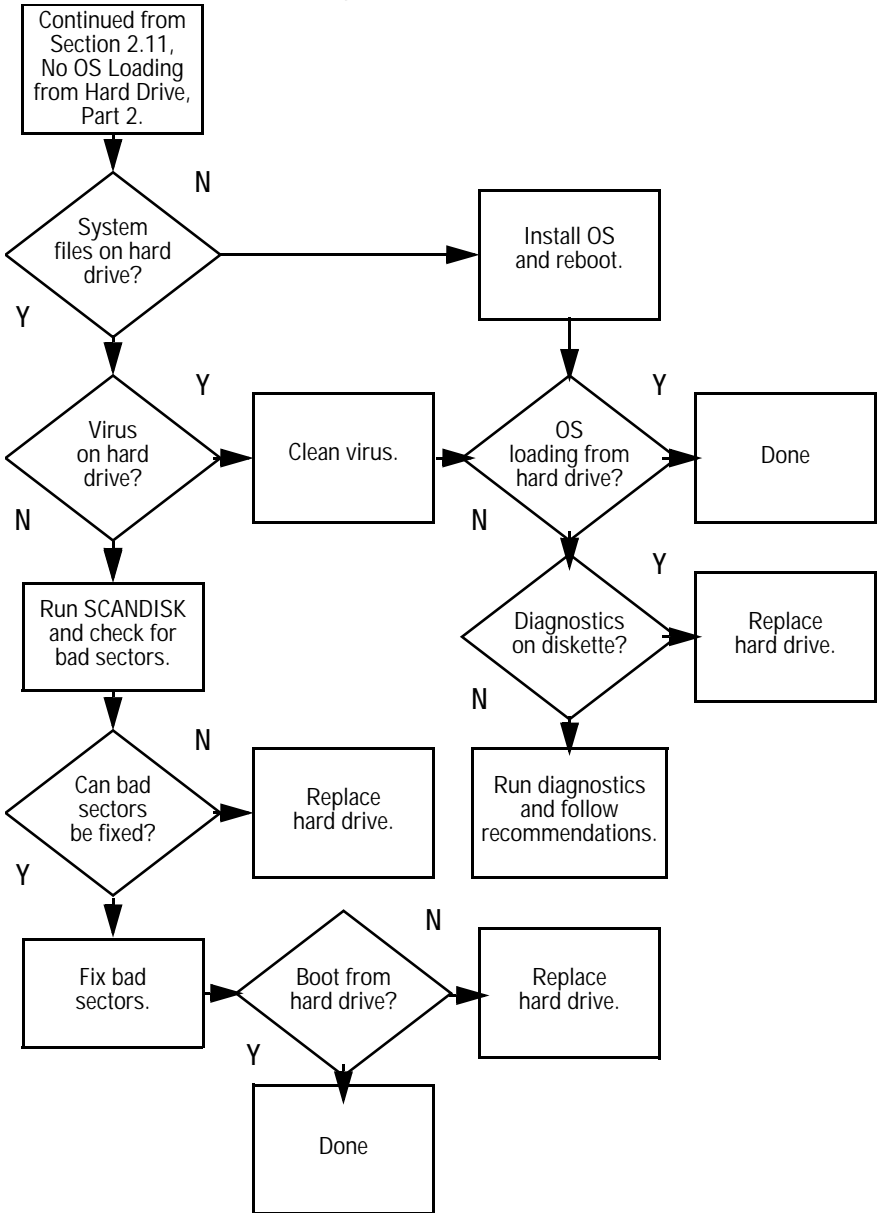 Continued from
Section 2.11,
No OS Loading
from Hard Drive,
Part 2.
N
System
files on hard
drive?
Install OS
and reboot.
Y
Y
Virus
on hard
drive?
Clean virus.
Y
OS
loading from
hard drive?
Done
N
N
Run SCANDISK
and check for
bad sectors.
Y
Diagnostics
on diskette?
Replace
hard drive.
N
N
Can bad
sectors
be fixed?
Replace
hard drive.
Run diagnostics
and follow
recommendations.
Y
N
Fix bad
sectors.
Boot from
hard drive?
Replace
hard drive.
Y
Done